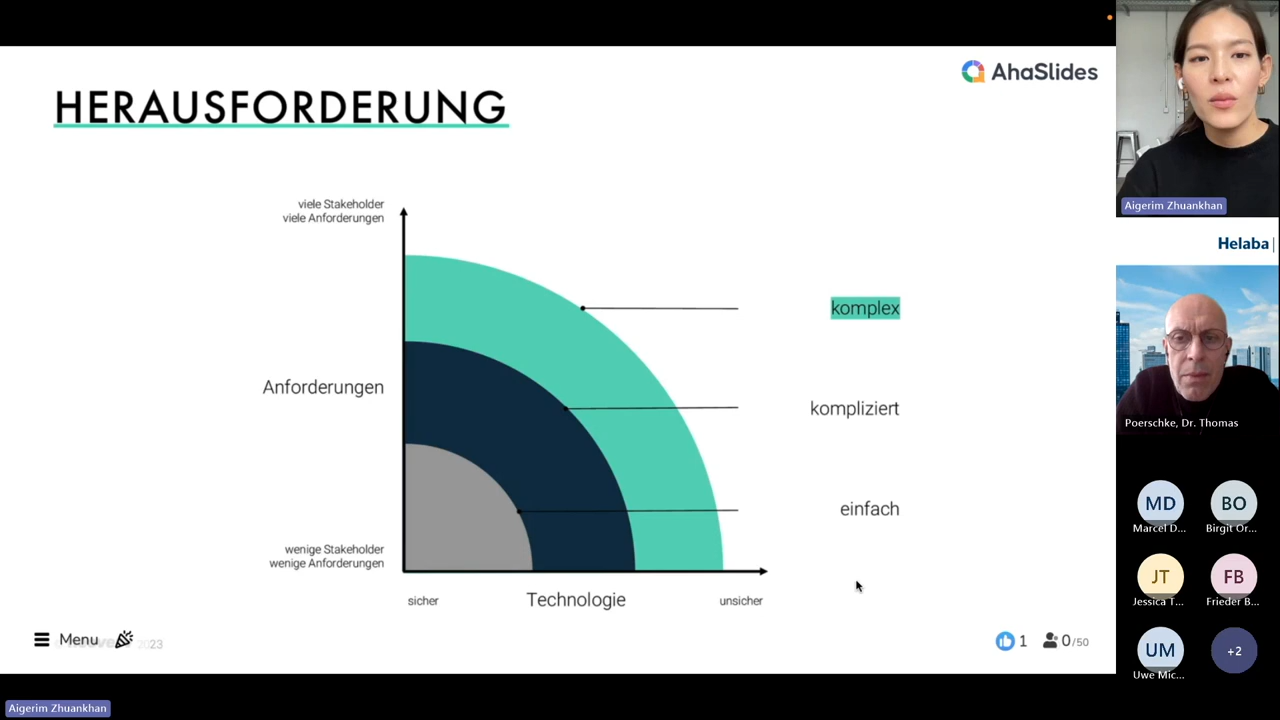 AhaSlides
HERAUSFORDERUNG
viele Stakeholder
viele Anforderungen
komplex
Anforderungen
kompliziert
einfach
wenige Stakeholder
wenige Anforderungen
sicher
Technologie
unsicher
Menu
2023
1
0/50
Aigerim Zhuankhan
Aigerim Zhuankhan
Helaba
Poerschke, Dr. Thomas
MD
Marcel D...
BO
Birgit Or...
JT
Jessica T...
FB
Frieder B...
UM
Uwe Mic...
+2